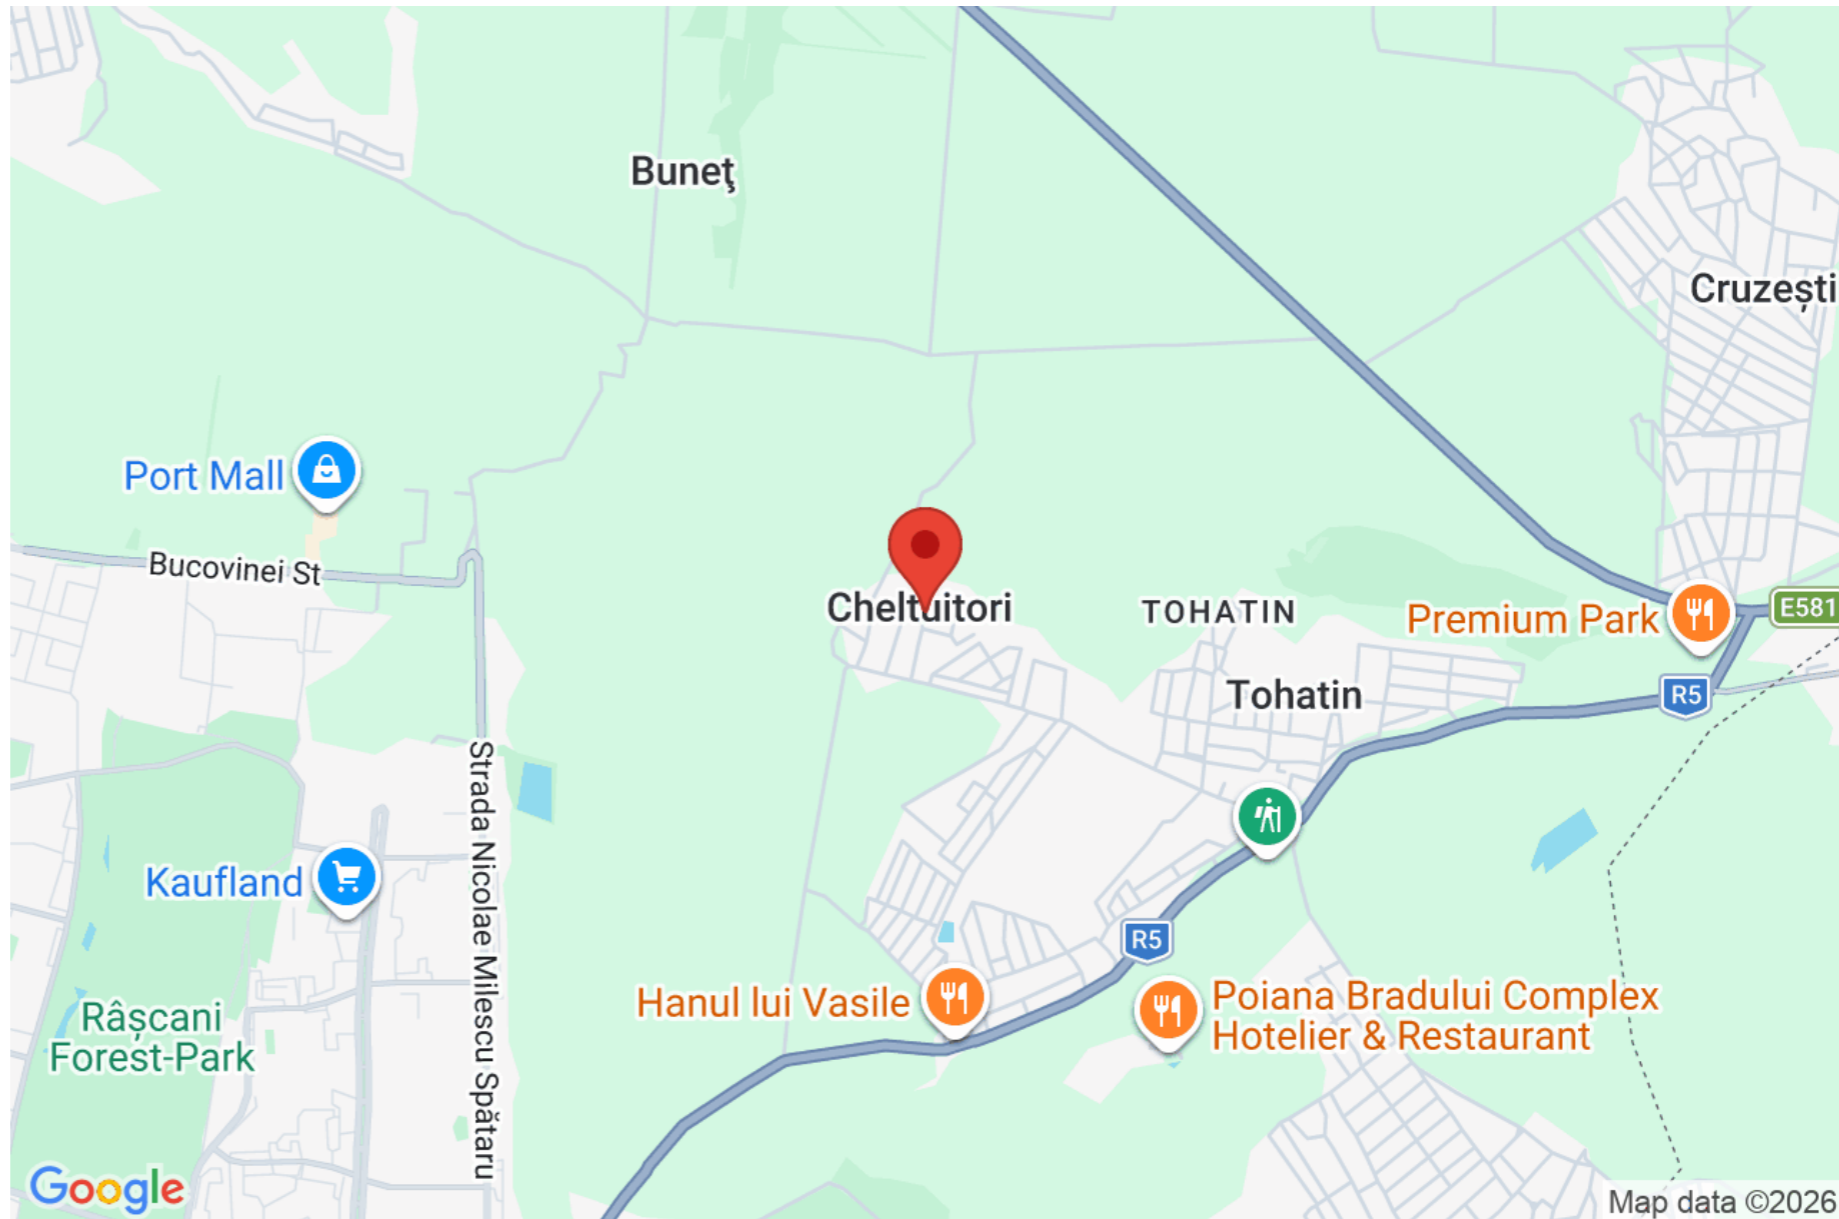 Buneţ
Cruzești
Port Mall
Bucovinei St
Cheltuitori
TOHATIN
Premium Park
E581
Tohatin
R5
Strada Nicolae Milescu Spătaru
Kaufland
R5
Hanul lui Vasile
Poiana Bradului Complex
Hotelier & Restaurant
Râșcani
Forest-Park
Google
Map data ©2026